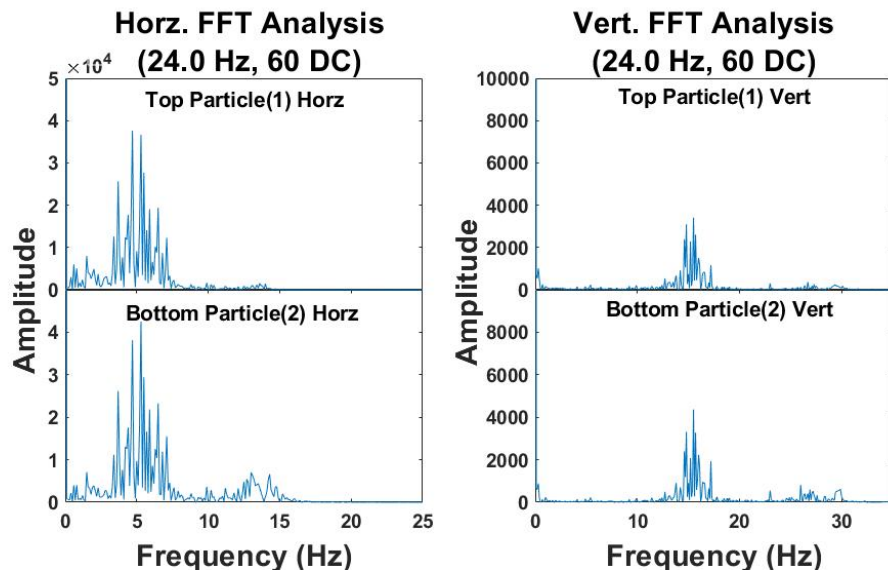 Horz. FFT Analysis
(24.0 Hz, 60 DC)
×10^4
Top Particle(1) Horz
5
4
3
2
1
0
Bottom Particle(2) Horz
4
3
2
1
0
0 5 10 15 20 25
Amplitude
Frequency (Hz)
Vert. FFT Analysis
(24.0 Hz, 60 DC)
Top Particle(1) Vert
10000
8000
6000
4000
2000
0
Bottom Particle(2) Vert
8000
6000
4000
2000
0
0 10 20 30
Amplitude
Frequency (Hz)